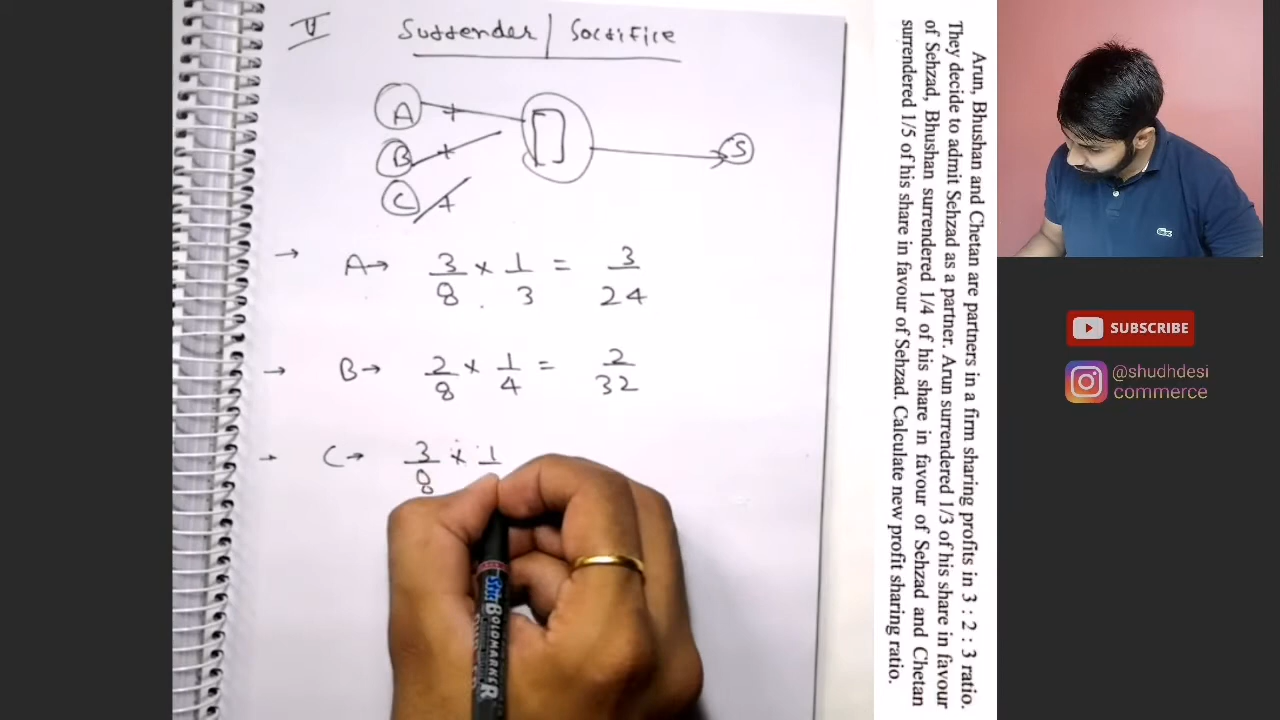 V Surrender / Sacrifice
A +
B +
C +
S
→ A→ 3/8 × 1/3 = 3/24
→ B→ 2/8 × 1/4 = 2/32
→ C→ 3/8 × 1
BOLDMARKER
Arun, Bhushan and Chetan are partners in a firm sharing profits in 3 : 2 : 3 ratio.
They decide to admit Sehzad as a partner. Arun surrendered 1/3 of his share in favour
of Sehzad, Bhushan surrendered 1/4 of his share in favour of Sehzad and Chetan
surrendered 1/5 of his share in favour of Sehzad. Calculate new profit sharing ratio.
SUBSCRIBE
@shudhdesi
commerce